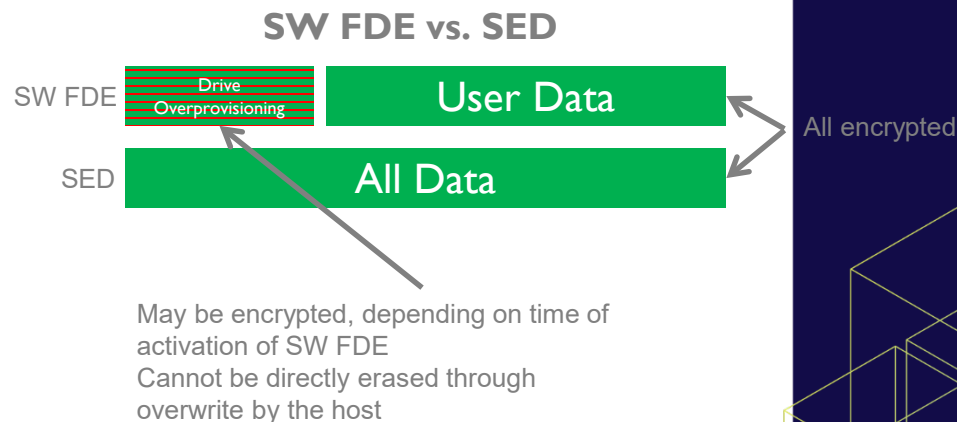 SW FDE vs. SED
SW FDE
Drive
Overprovisioning
User Data
All encrypted
SED
All Data
May be encrypted, depending on time of
activation of SW FDE
Cannot be directly erased through
overwrite by the host